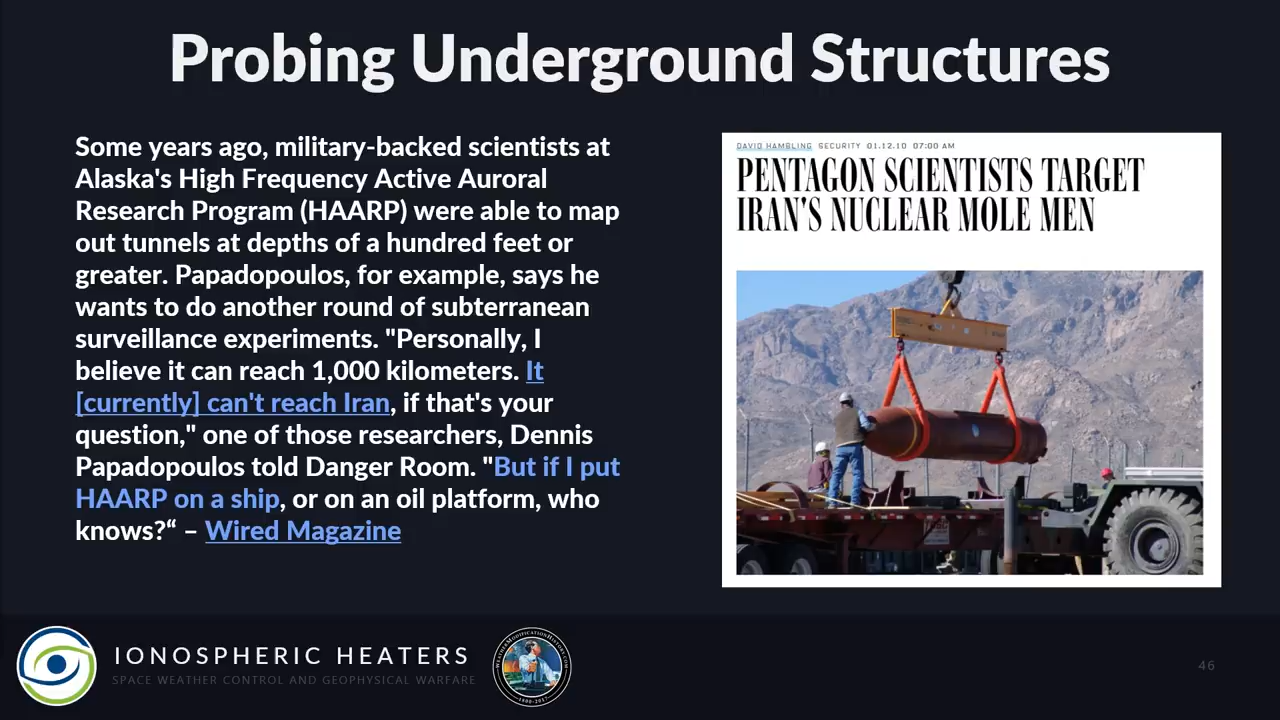 Probing Underground Structures
Some years ago, military-backed scientists at
Alaska's High Frequency Active Auroral
Research Program (HAARP) were able to map
out tunnels at depths of a hundred feet or
greater. Papadopoulos, for example, says he
wants to do another round of subterranean
surveillance experiments. "Personally, I
believe it can reach 1,000 kilometers. It
[currently] can't reach Iran, if that's your
question," one of those researchers, Dennis
Papadopoulos told Danger Room. "But if I put
HAARP on a ship, or on an oil platform, who
knows?“ – Wired Magazine
DAVID HAMBLING SECURITY 01.12.10 07:00 AM
PENTAGON SCIENTISTS TARGET
IRAN'S NUCLEAR MOLE MEN
IONOSPHERIC HEATERS
SPACE WEATHER CONTROL AND GEOPHYSICAL WARFARE
WEATHERMODIFICATIONHISTORY.COM
46